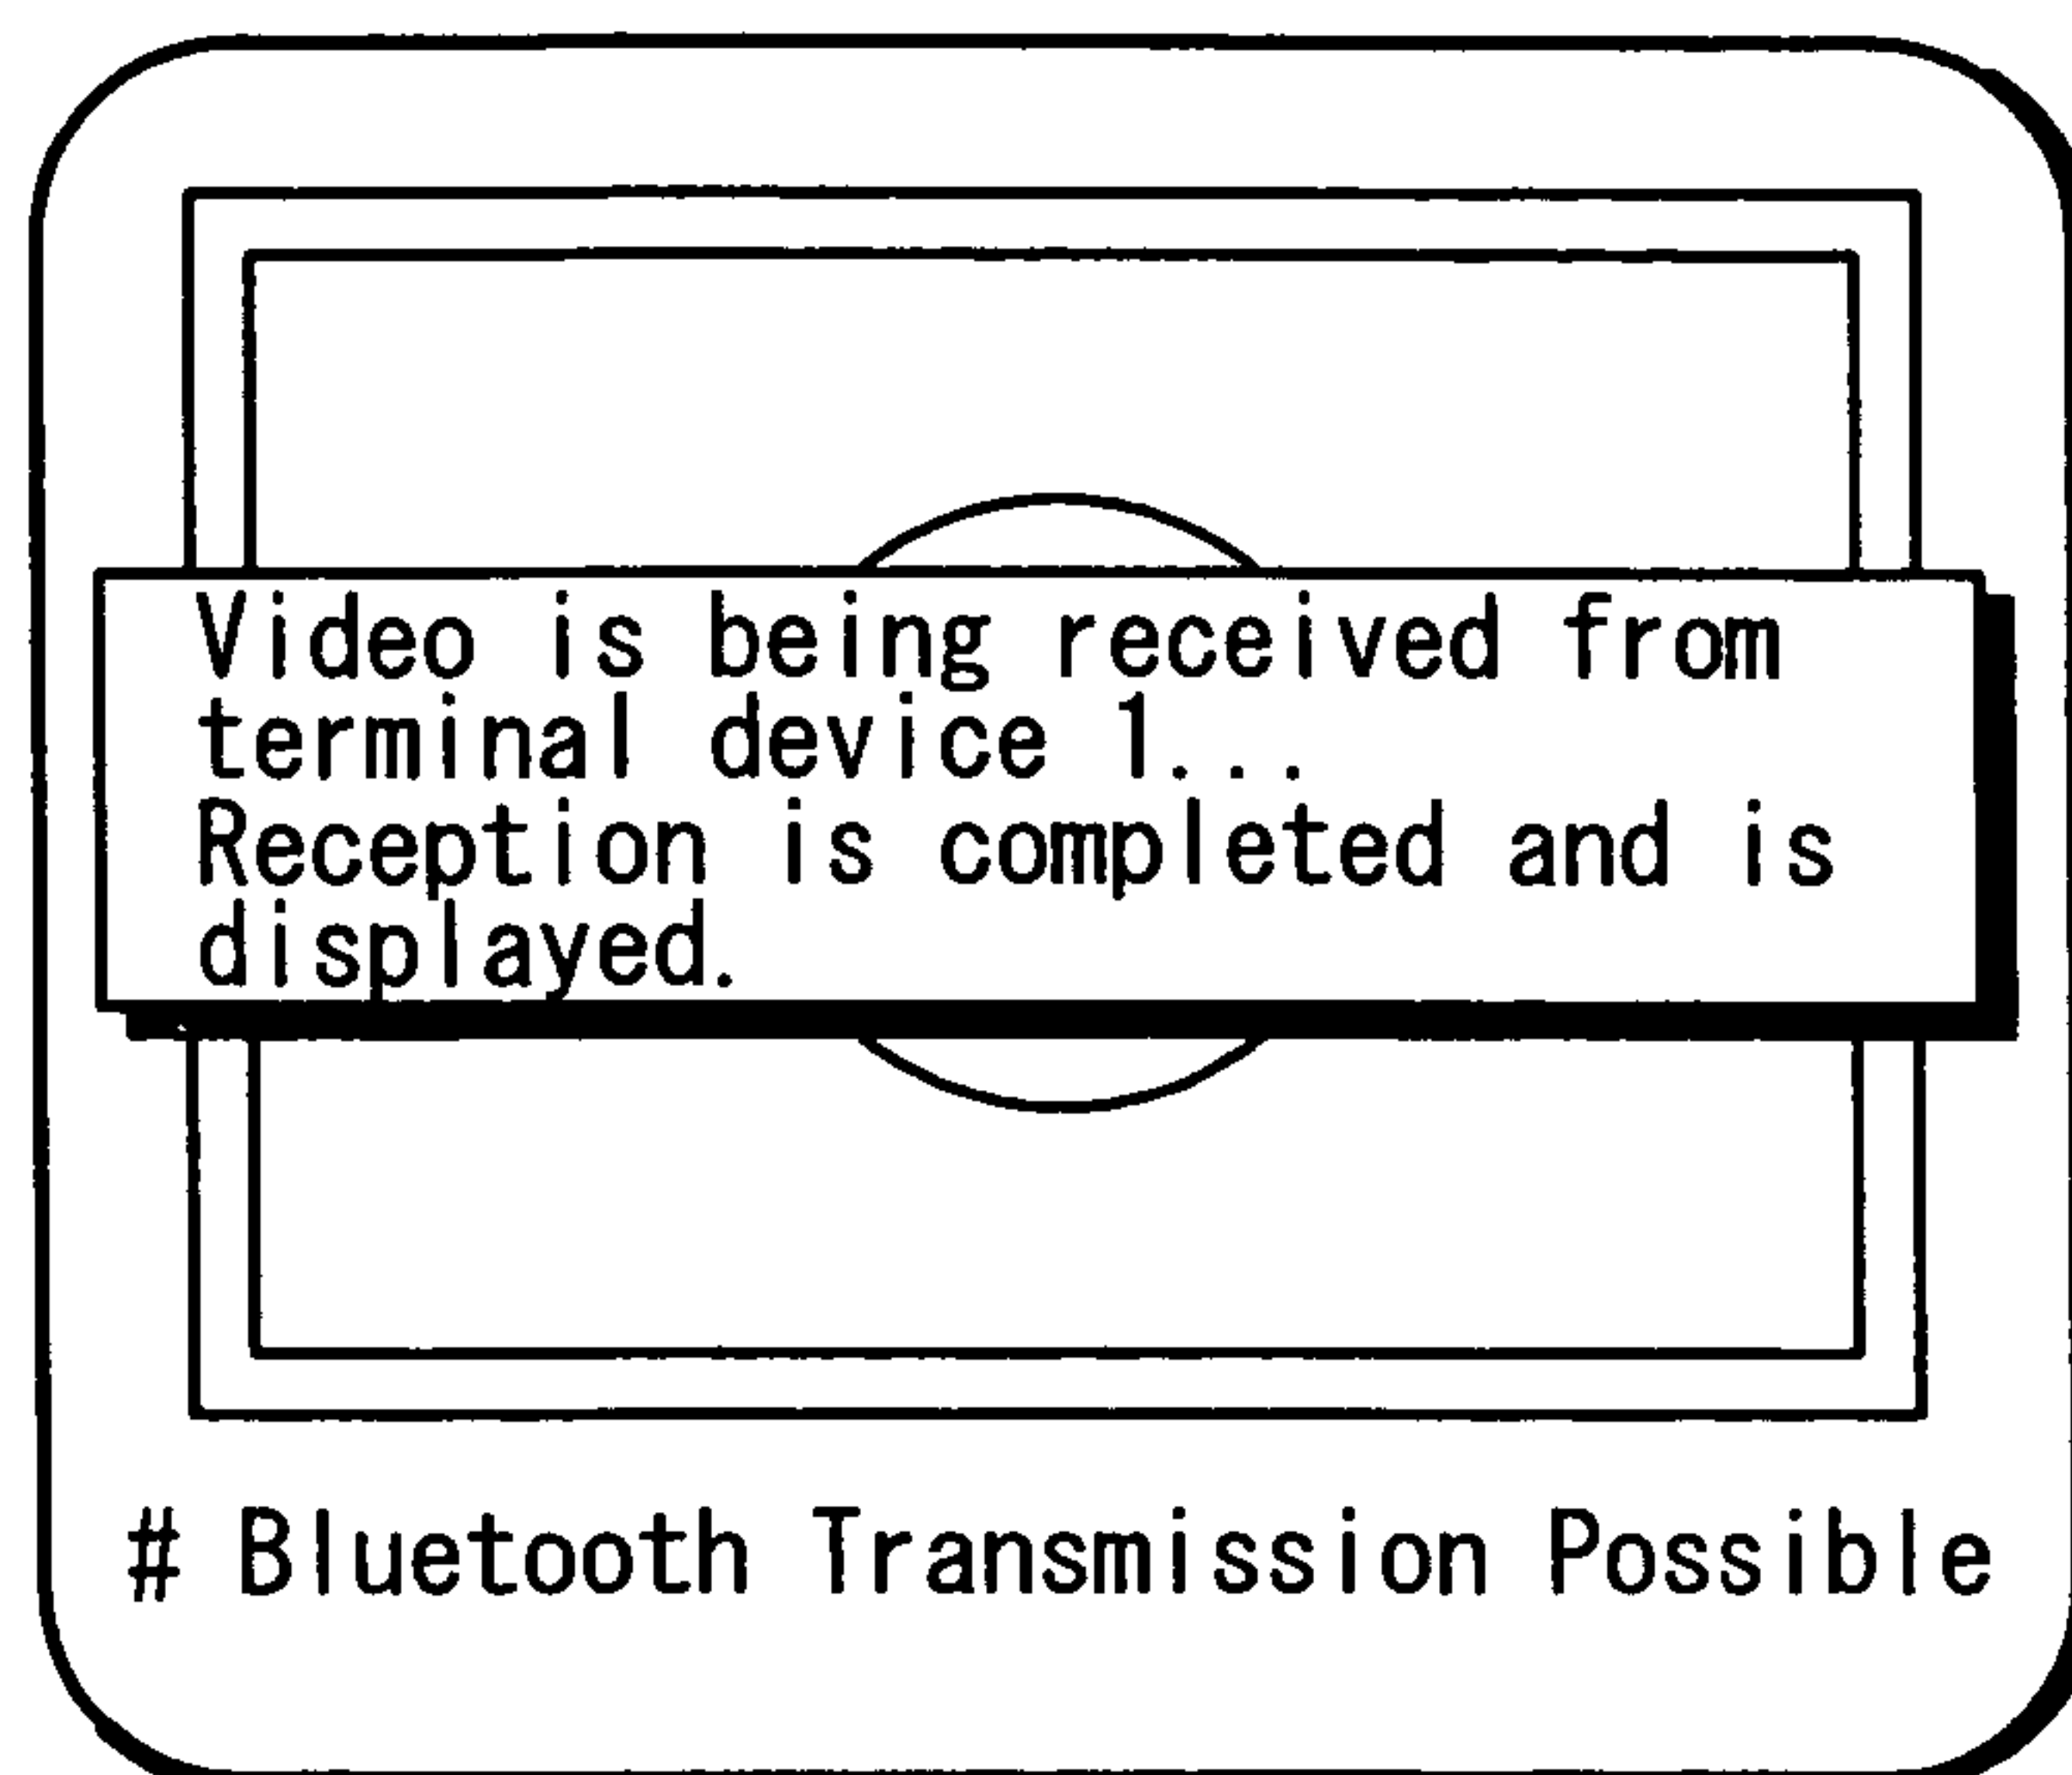 Video is being received from
terminal device 1...
Reception is completed and is
displayed.
# Bluetooth Transmission Possible